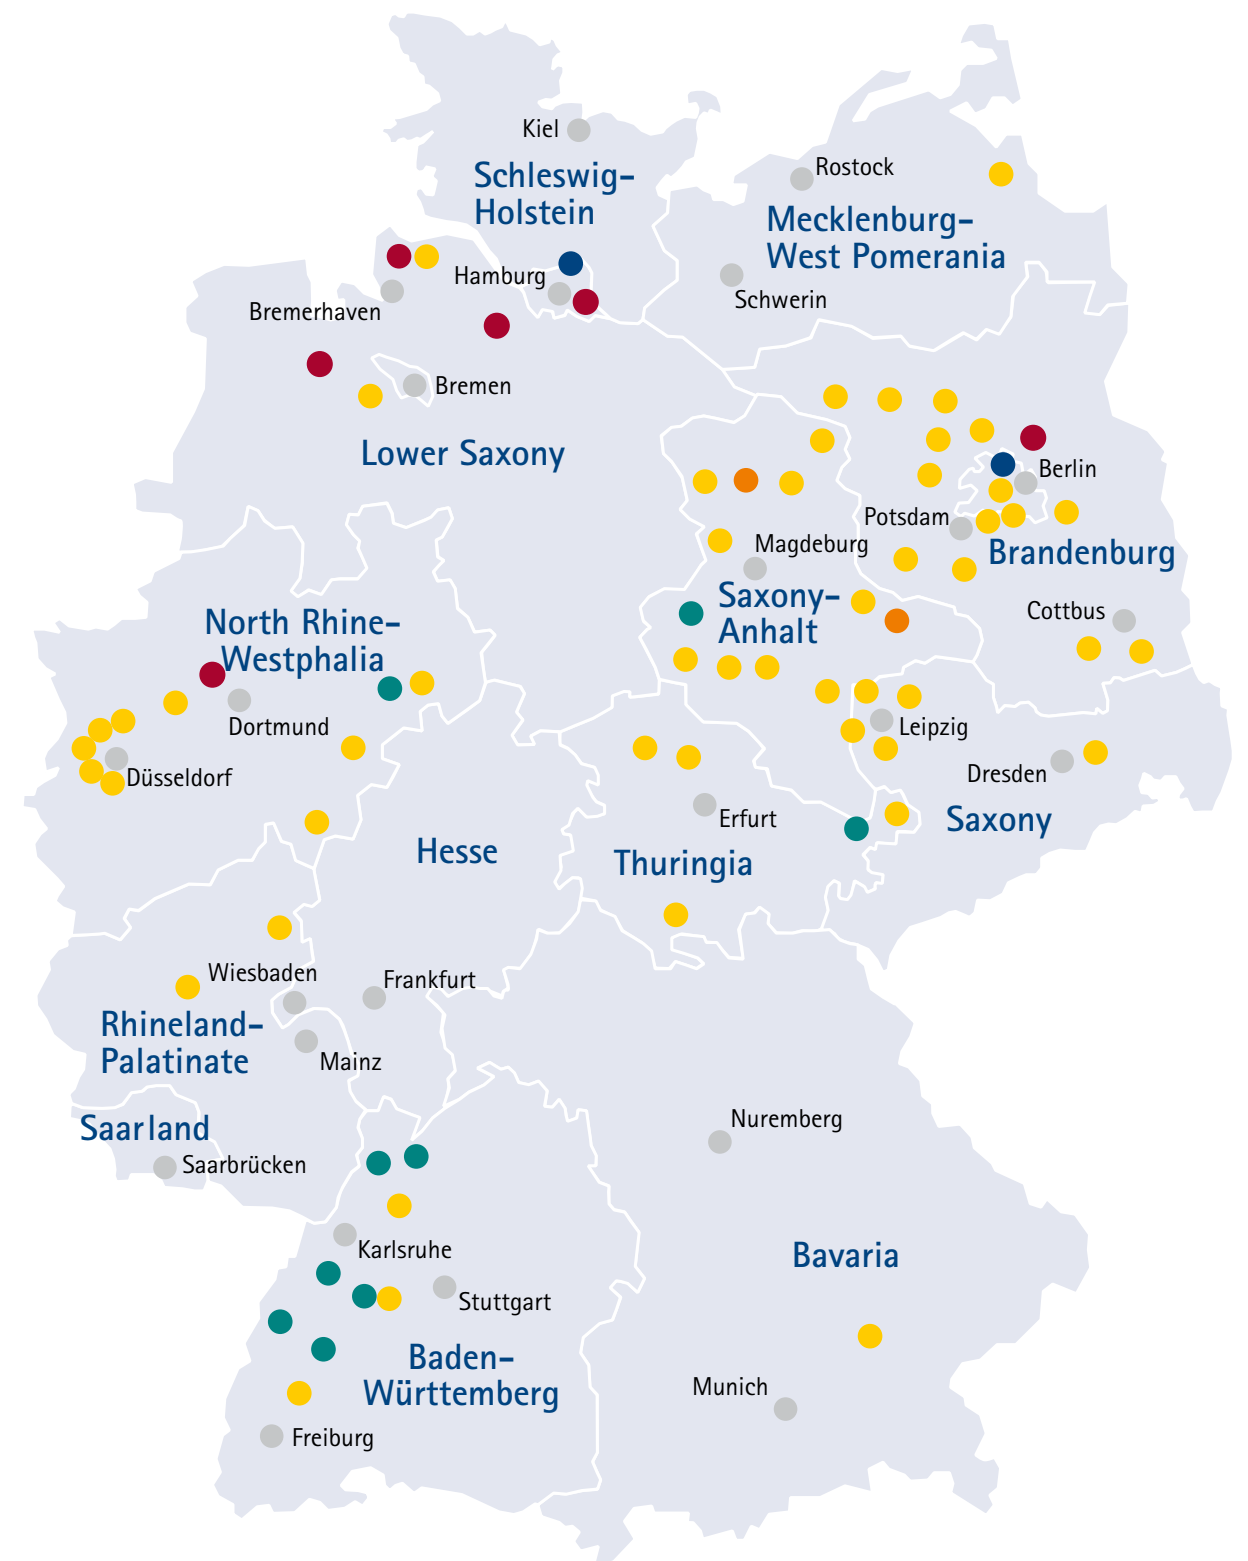 Kiel
Schleswig-
Holstein
Rostock
Mecklenburg-
West Pomerania
Hamburg
Schwerin
Bremerhaven
Bremen
Lower Saxony
Berlin
Potsdam
Brandenburg
Magdeburg
Saxony-
Anhalt
Cottbus
North Rhine-
Westphalia
Dortmund
Düsseldorf
Leipzig
Dresden
Saxony
Erfurt
Thuringia
Hesse
Wiesbaden
Frankfurt
Rhineland-
Palatinate
Mainz
Saarland
Saarbrücken
Nuremberg
Karlsruhe
Stuttgart
Bavaria
Baden-
Württemberg
Munich
Freiburg